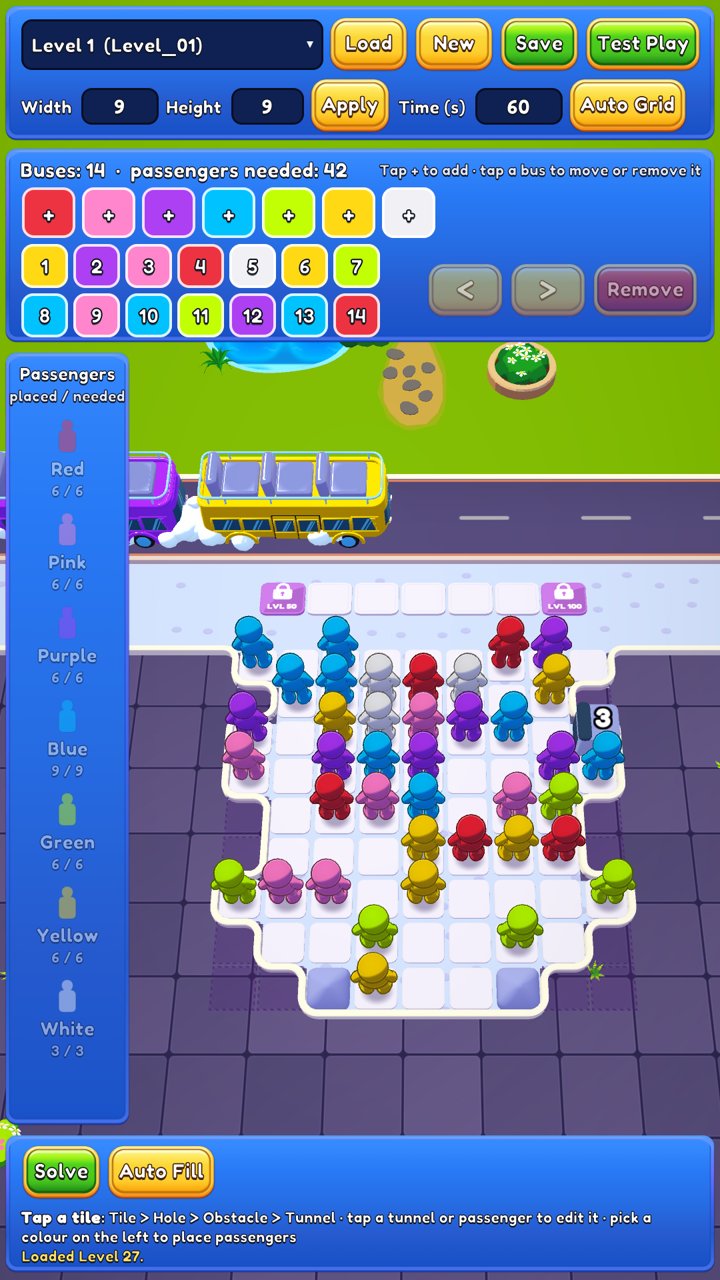 Level 1 (Level_01)
Load
New
Save
Test Play
Width
9
Height
9
Apply
Time (s)
60
Auto Grid
Buses: 14 · passengers needed: 42
Tap + to add · tap a bus to move or remove it
+ + + + + + +
1 2 3 4 5 6 7
8 9 10 11 12 13 14
<
>
Remove
Passengers
placed / needed
Red
6 / 6
Pink
6 / 6
Purple
6 / 6
Blue
9 / 9
Green
6 / 6
Yellow
6 / 6
White
3 / 3
LVL 50
LVL 100
3
Solve
Auto Fill
Tap a tile: Tile > Hole > Obstacle > Tunnel · tap a tunnel or passenger to edit it · pick a
colour on the left to place passengers
Loaded Level 27.